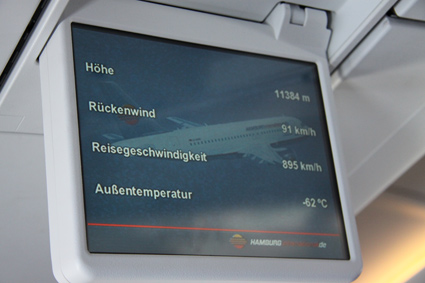 Höhe
11384 m
Rückenwind
91 km/h
Reisegeschwindigkeit
895 km/h
Außentemperatur
-62 °C
HAMBURG .de